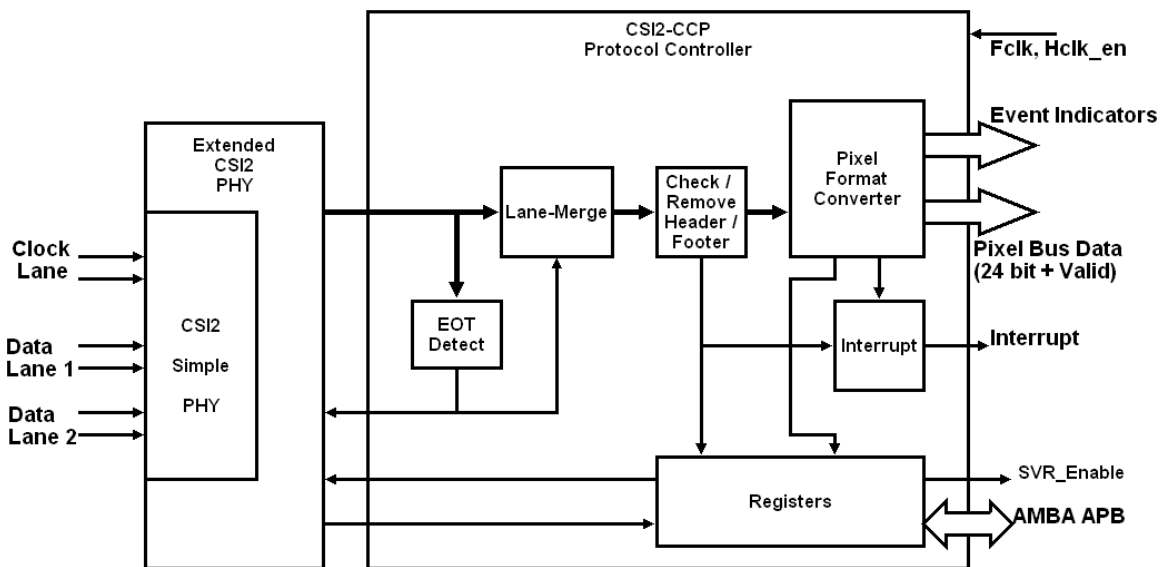 CSI2-CCP
Protocol Controller
Fclk, Hclk_en
Event Indicators
Extended
CSI2
PHY
Pixel
Format
Converter
Lane-Merge
Check /
Remove
Header /
Footer
Clock
Lane
Pixel Bus Data
(24 bit + Valid)
CSI2
Simple
PHY
EOT
Detect
Data
Lane 1
Interrupt
Interrupt
Data
Lane 2
Registers
SVR_Enable
AMBA APB